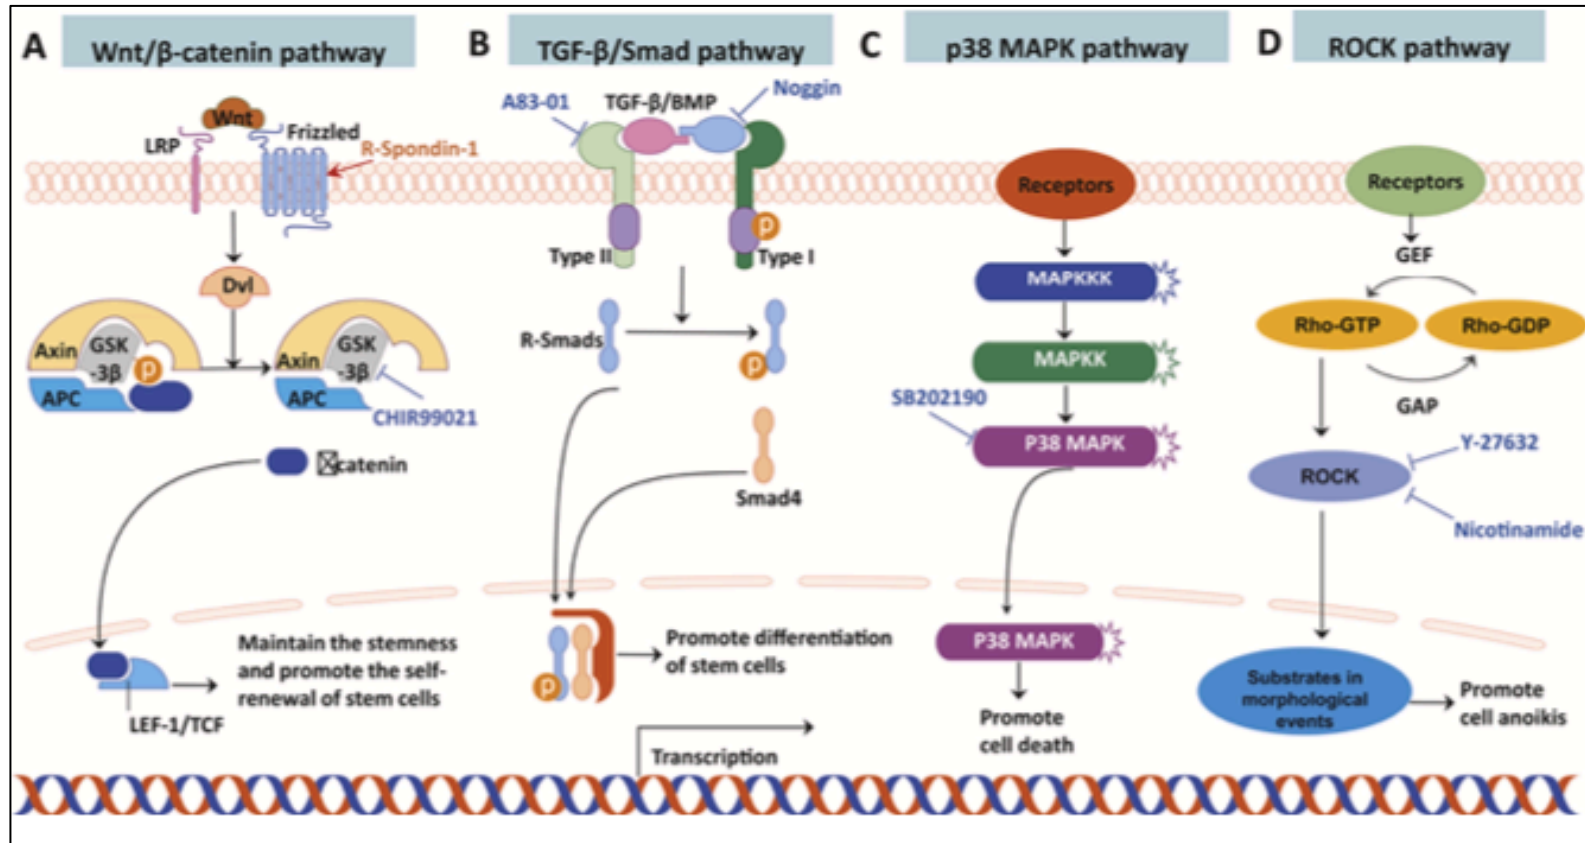 A
Wnt/β-catenin pathway
Wnt
LRP
Frizzled
R-Spondin-1
Dvl
Axin
GSK
-3β
p
APC
Axin
GSK
-3β
APC
CHIR99021
catenin
Maintain the stemness
and promote the self-
renewal of stem cells
LEF-1/TCF
B
TGF-β/Smad pathway
A83-01
TGF-β/BMP
Noggin
p
Type II
Type I
R-Smads
p
Smad4
p
Promote differentiation
of stem cells
Transcription
C
p38 MAPK pathway
Receptors
MAPKKK
MAPKK
SB202190
P38 MAPK
P38 MAPK
Promote
cell death
D
ROCK pathway
Receptors
GEF
Rho-GTP
Rho-GDP
GAP
Y-27632
ROCK
Nicotinamide
Substrates in
morphological
events
Promote
cell anoikis